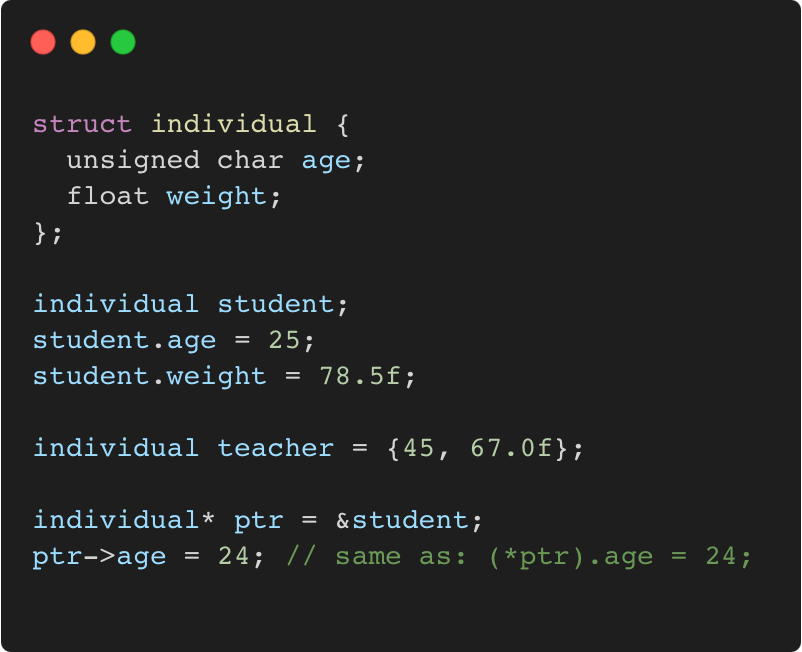 struct individual {
  unsigned char age;
  float weight;
};

individual student;
student.age = 25;
student.weight = 78.5f;

individual teacher = {45, 67.0f};

individual* ptr = &student;
ptr->age = 24; // same as: (*ptr).age = 24;